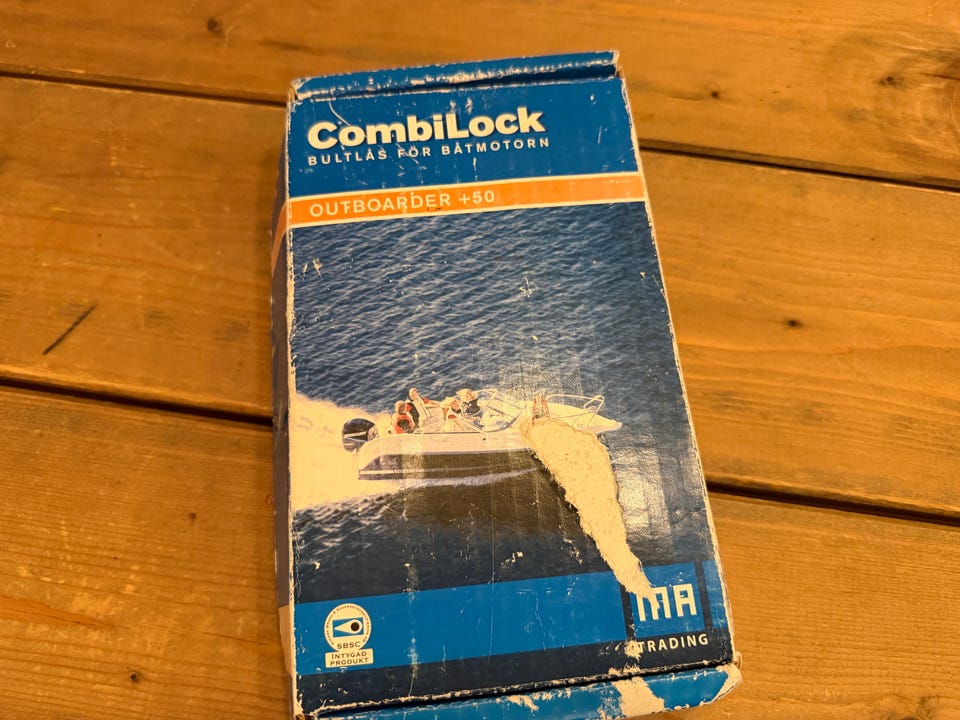 CombiLock
BULTLÅS FÖR BÅTMOTORN
OUTBOARDER +50
SBSC
INTYGAD
PRODUKT
MA
TRADING